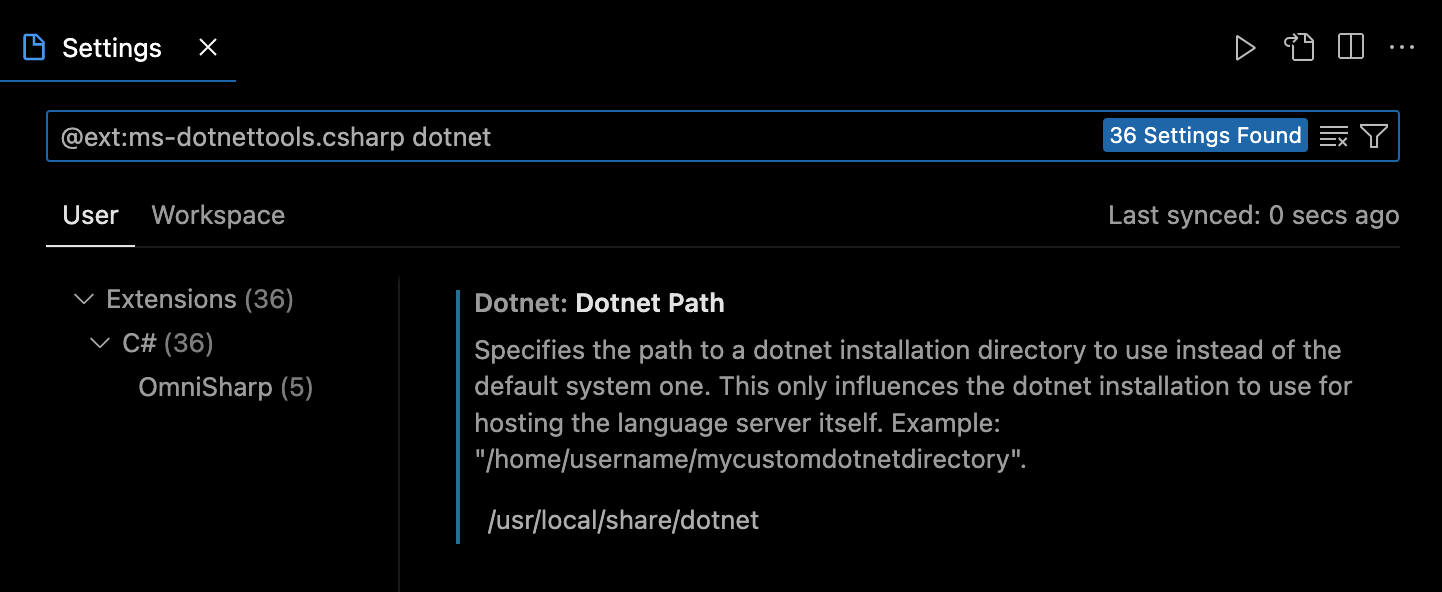 Settings
@ext:ms-dotnettools.csharp dotnet
36 Settings Found
User
Workspace
Last synced: 0 secs ago
Extensions (36)
C# (36)
OmniSharp (5)
Dotnet: Dotnet Path
Specifies the path to a dotnet installation directory to use instead of the
default system one. This only influences the dotnet installation to use for
hosting the language server itself. Example:
"/home/username/mycustomdotnetdirectory".
/usr/local/share/dotnet